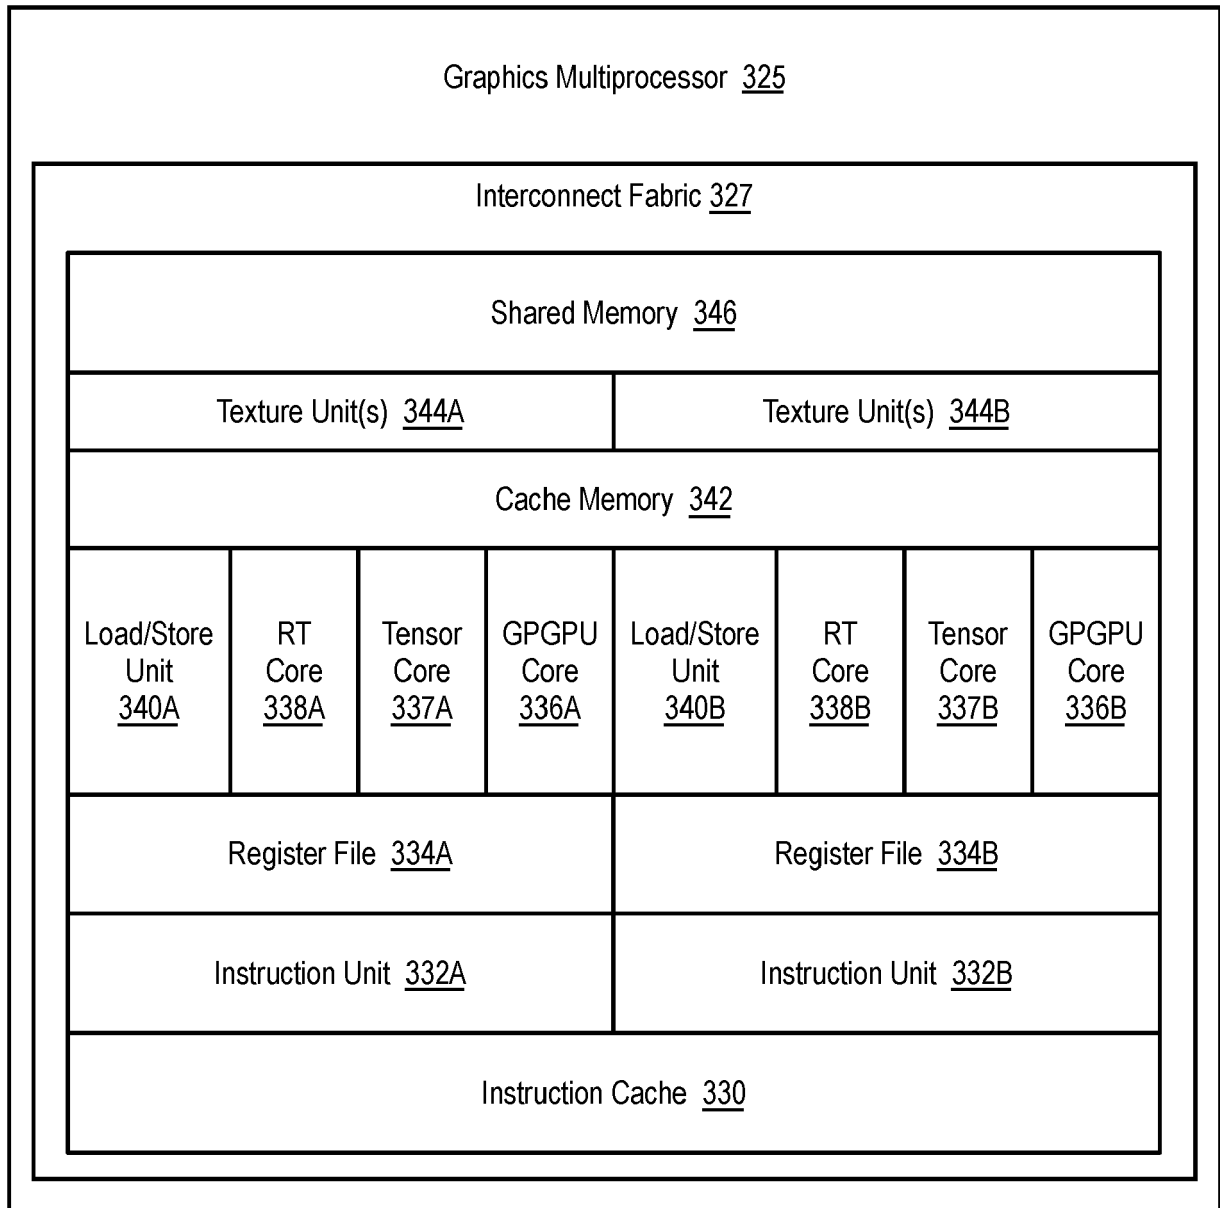 Graphics Multiprocessor 325
Interconnect Fabric 327
Shared Memory 346
Texture Unit(s) 344A
Texture Unit(s) 344B
Cache Memory 342
Load/Store
Unit
340A
RT
Core
338A
Tensor
Core
337A
GPGPU
Core
336A
Load/Store
Unit
340B
RT
Core
338B
Tensor
Core
337B
GPGPU
Core
336B
Register File 334A
Register File 334B
Instruction Unit 332A
Instruction Unit 332B
Instruction Cache 330